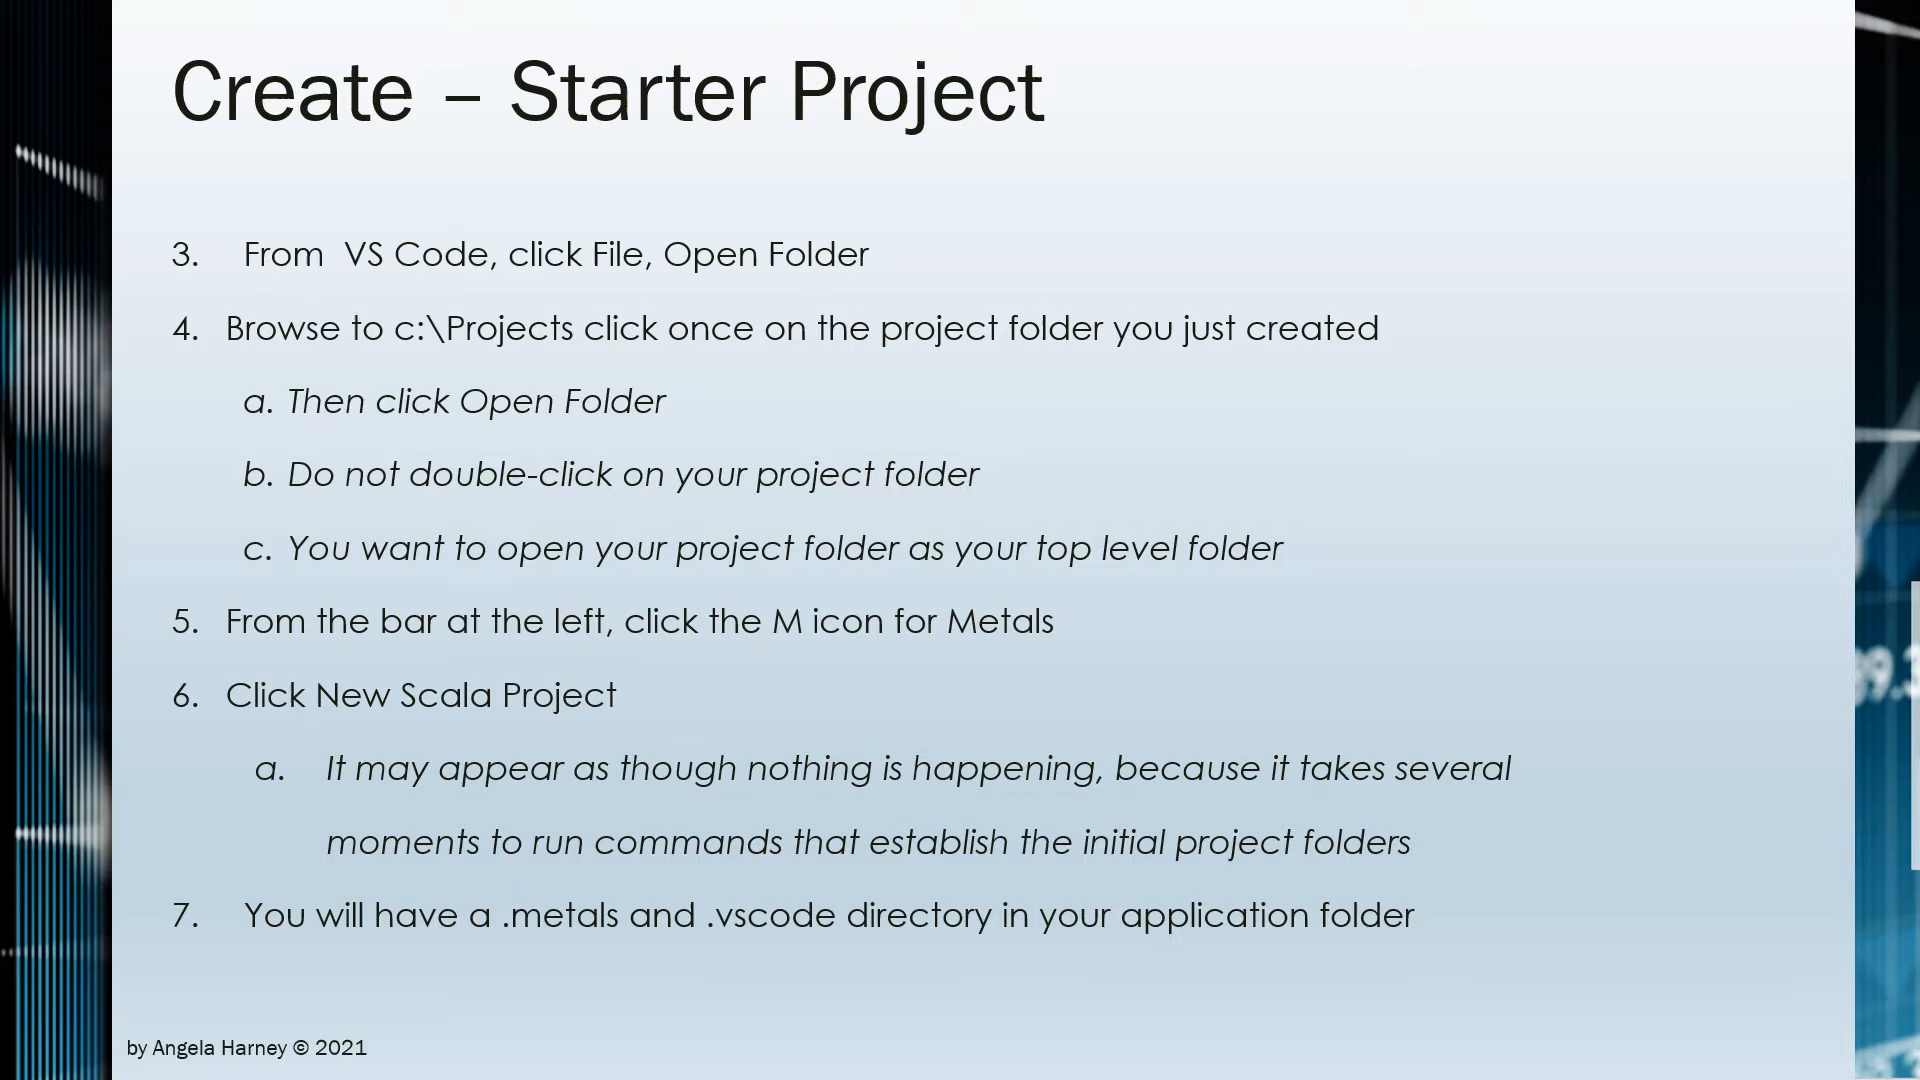 Create – Starter Project
3. From VS Code, click File, Open Folder
4. Browse to c:\Projects click once on the project folder you just created
a. Then click Open Folder
b. Do not double-click on your project folder
c. You want to open your project folder as your top level folder
5. From the bar at the left, click the M icon for Metals
6. Click New Scala Project
a. It may appear as though nothing is happening, because it takes several
moments to run commands that establish the initial project folders
7. You will have a .metals and .vscode directory in your application folder
by Angela Harney © 2021